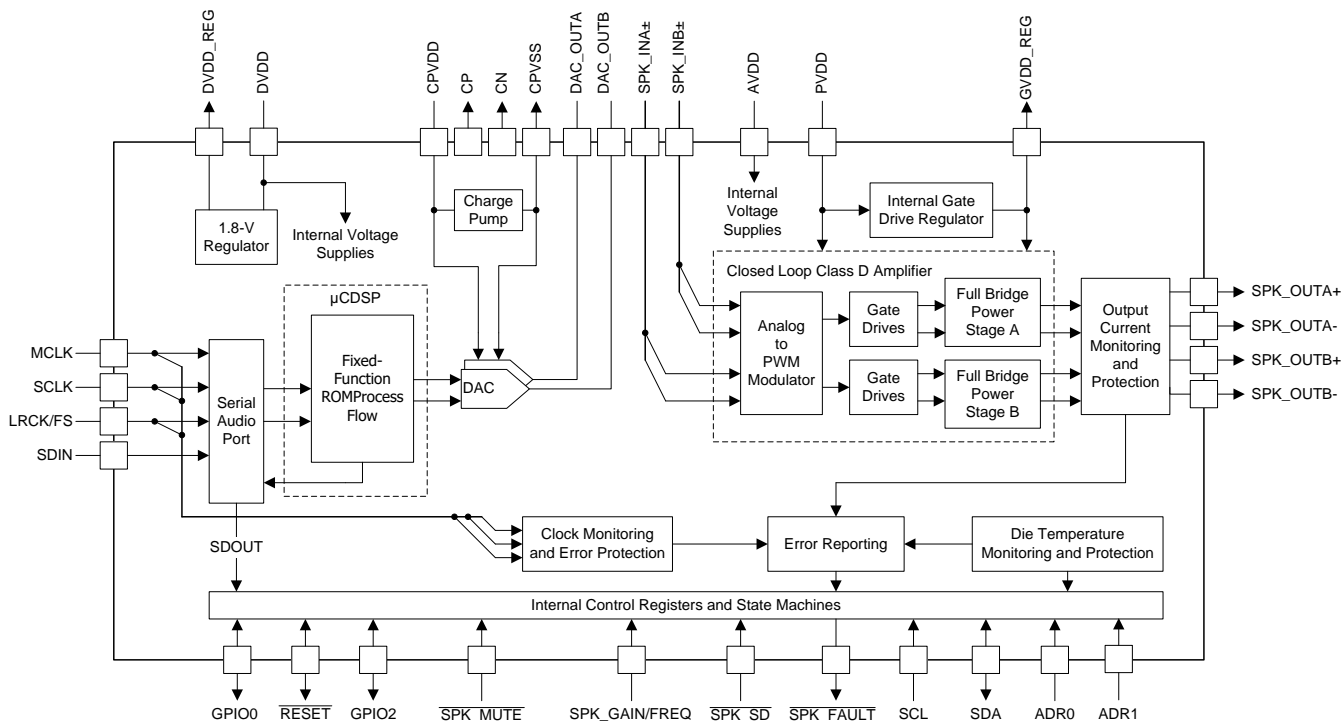 DVDD_REG
DVDD
CPVDD
CP
CN
CPVSS
DAC_OUTA
DAC_OUTB
SPK_INA±
SPK_INB±
AVDD
PVDD
GVDD_REG
1.8-V
Regulator
Internal Voltage
Supplies
Charge
Pump
Internal
Voltage
Supplies
Internal Gate
Drive Regulator
Closed Loop Class D Amplifier
µCDSP
Fixed-
Function
ROMProcess
Flow
DAC
Analog
to
PWM
Modulator
Gate
Drives
Full Bridge
Power
Stage A
Gate
Drives
Full Bridge
Power
Stage B
Output
Current
Monitoring
and
Protection
SPK_OUTA+
SPK_OUTA-
SPK_OUTB+
SPK_OUTB-
MCLK
SCLK
LRCK/FS
SDIN
Serial
Audio
Port
SDOUT
Clock Monitoring
and Error Protection
Error Reporting
Die Temperature
Monitoring and Protection
Internal Control Registers and State Machines
GPIO0
RESET
GPIO2
SPK_MUTE
SPK_GAIN/FREQ
SPK_SD
SPK_FAULT
SCL
SDA
ADR0
ADR1